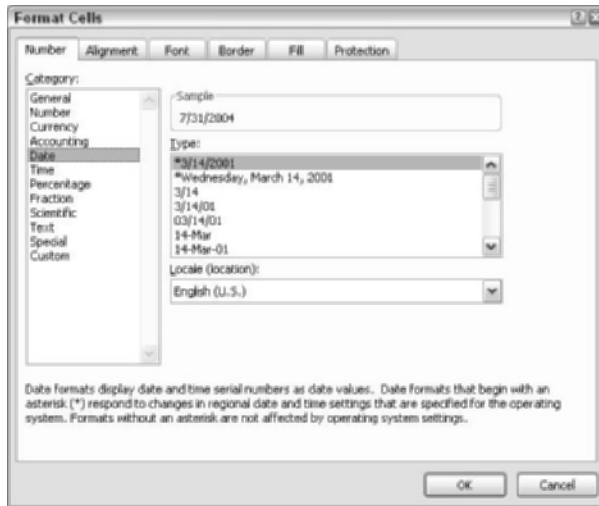 Format Cells
Number Alignment Font Border Fill Protection
Category:
General
Number
Currency
Accounting
Date
Time
Percentage
Fraction
Scientific
Text
Special
Custom
Sample
7/31/2004
Type:
*3/14/2001
*Wednesday, March 14, 2001
3/14
3/14/01
03/14/01
14-Mar
14-Mar-01
Locale (location):
English (U.S.)
Date formats display date and time serial numbers as date values. Date formats that begin with an
asterisk (*) respond to changes in regional date and time settings that are specified for the operating
system. Formats without an asterisk are not affected by operating system settings.
OK Cancel